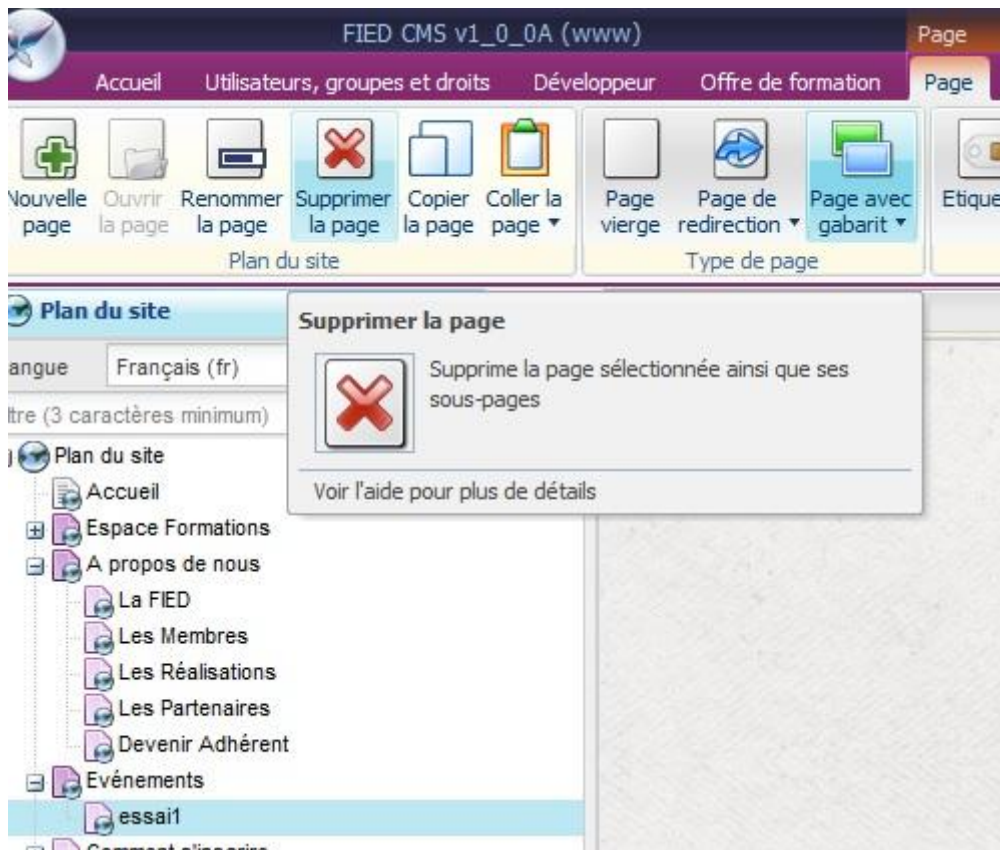 FIED CMS v1_0_0A (www)
Page
Accueil Utilisateurs, groupes et droits Développeur Offre de formation Page
Nouvelle page
Ouvrir la page
Renommer la page
Supprimer la page
Copier la page
Coller la page
Page vierge
Page de redirection
Page avec gabarit
Etique
Plan du site
Type de page
Plan du site
angue Français (fr)
ltre (3 caractères minimum)
Supprimer la page
Supprime la page sélectionnée ainsi que ses
sous-pages
Voir l'aide pour plus de détails
Plan du site
Accueil
Espace Formations
A propos de nous
La FIED
Les Membres
Les Réalisations
Les Partenaires
Devenir Adhérent
Evénements
essai1
Comment s'inscrire